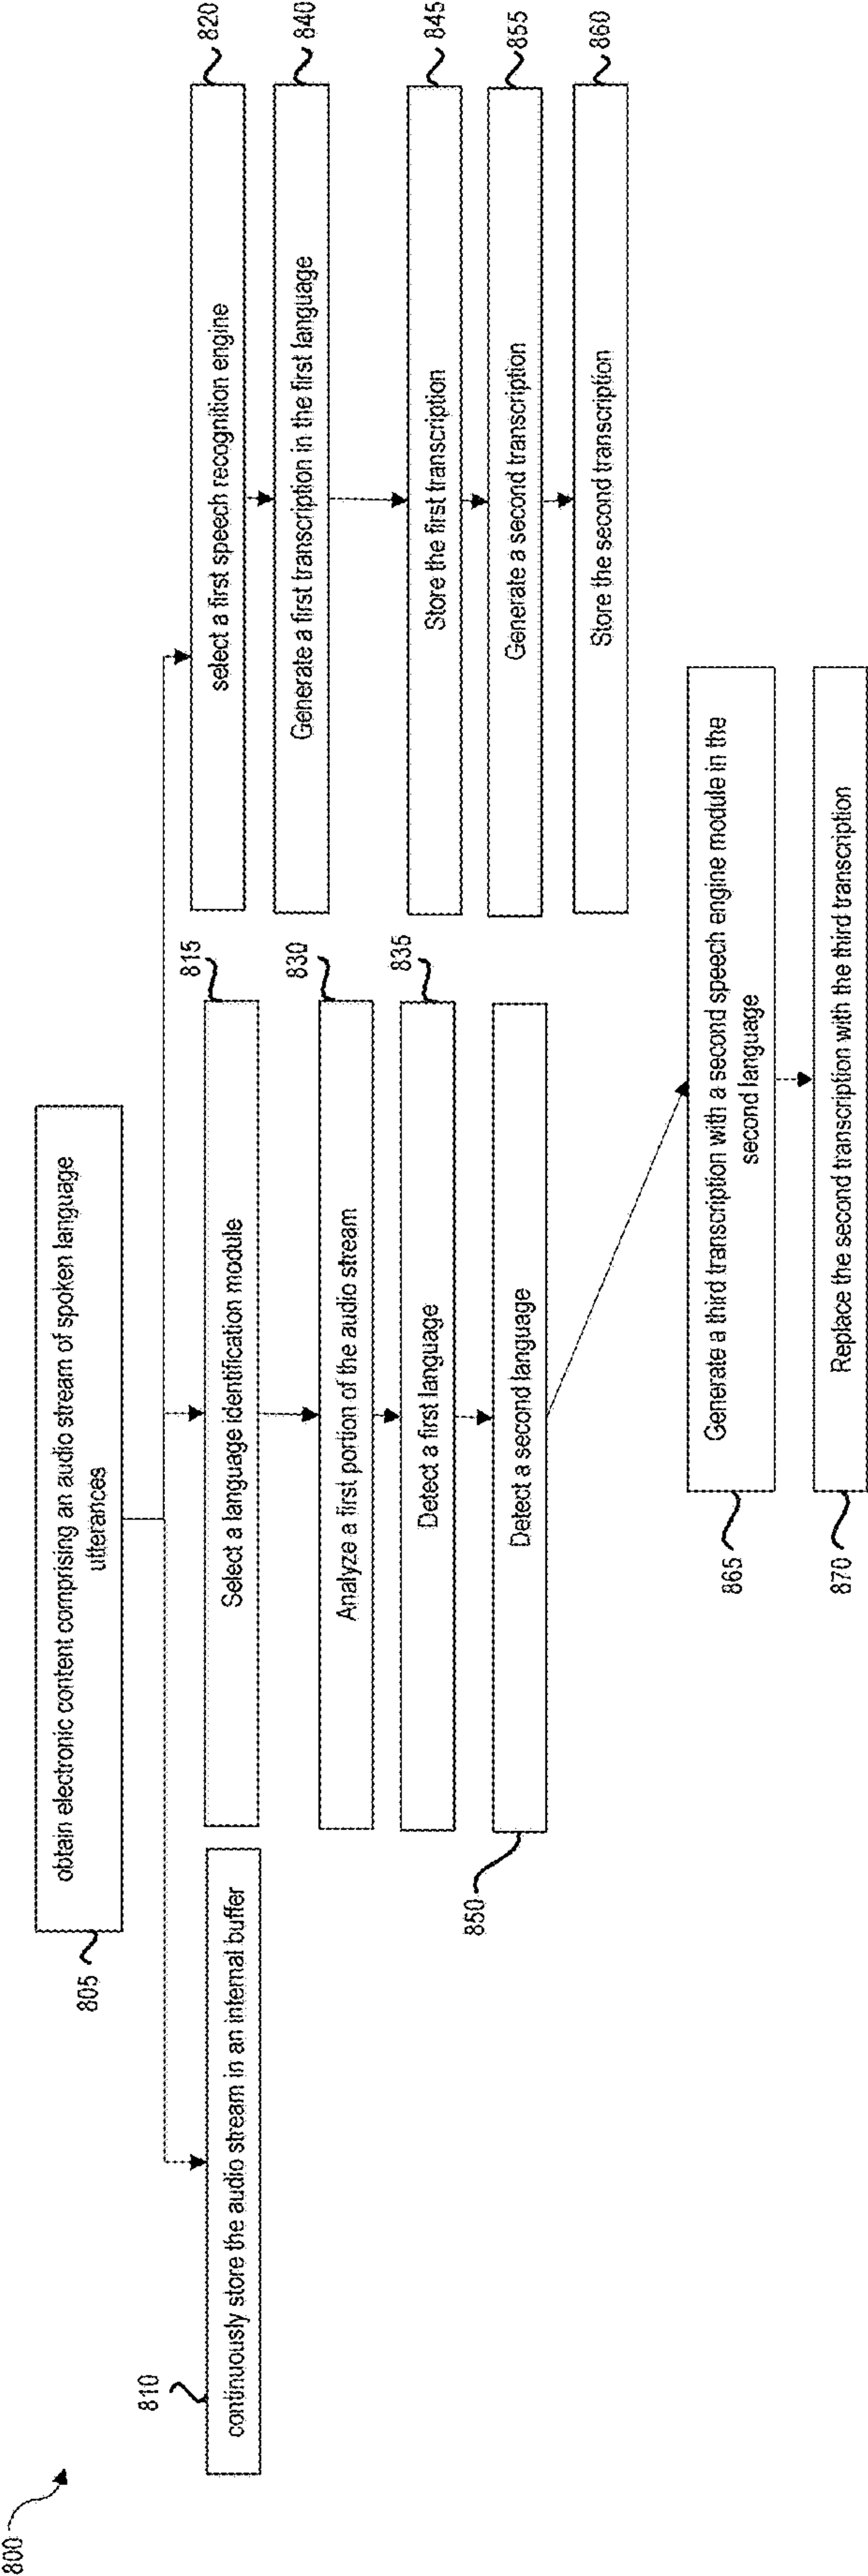 800
805
obtain electronic content comprising an audio stream of spoken language
utterances
810
continuously store the audio stream in an internal buffer
815
Select a language identification module
830
Analyze a first portion of the audio stream
835
Detect a first language
850
Detect a second language
820
select a first speech recognition engine
840
Generate a first transcription in the first language
845
Store the first transcription
855
Generate a second transcription
860
Store the second transcription
865
Generate a third transcription with a second speech engine module in the
second language
870
Replace the second transcription with the third transcription